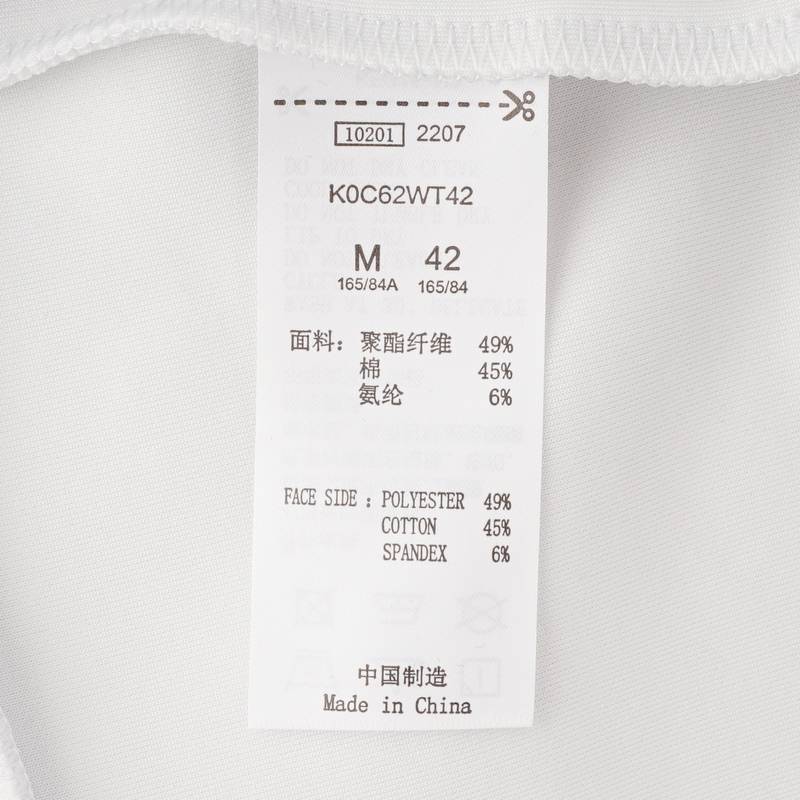 10201 2207
K0C62WT42
M 42
165/84A 165/84
面料：聚酯纤维 49%
棉 45%
氨纶 6%
FACE SIDE : POLYESTER 49%
COTTON 45%
SPANDEX 6%
中国制造
Made in China